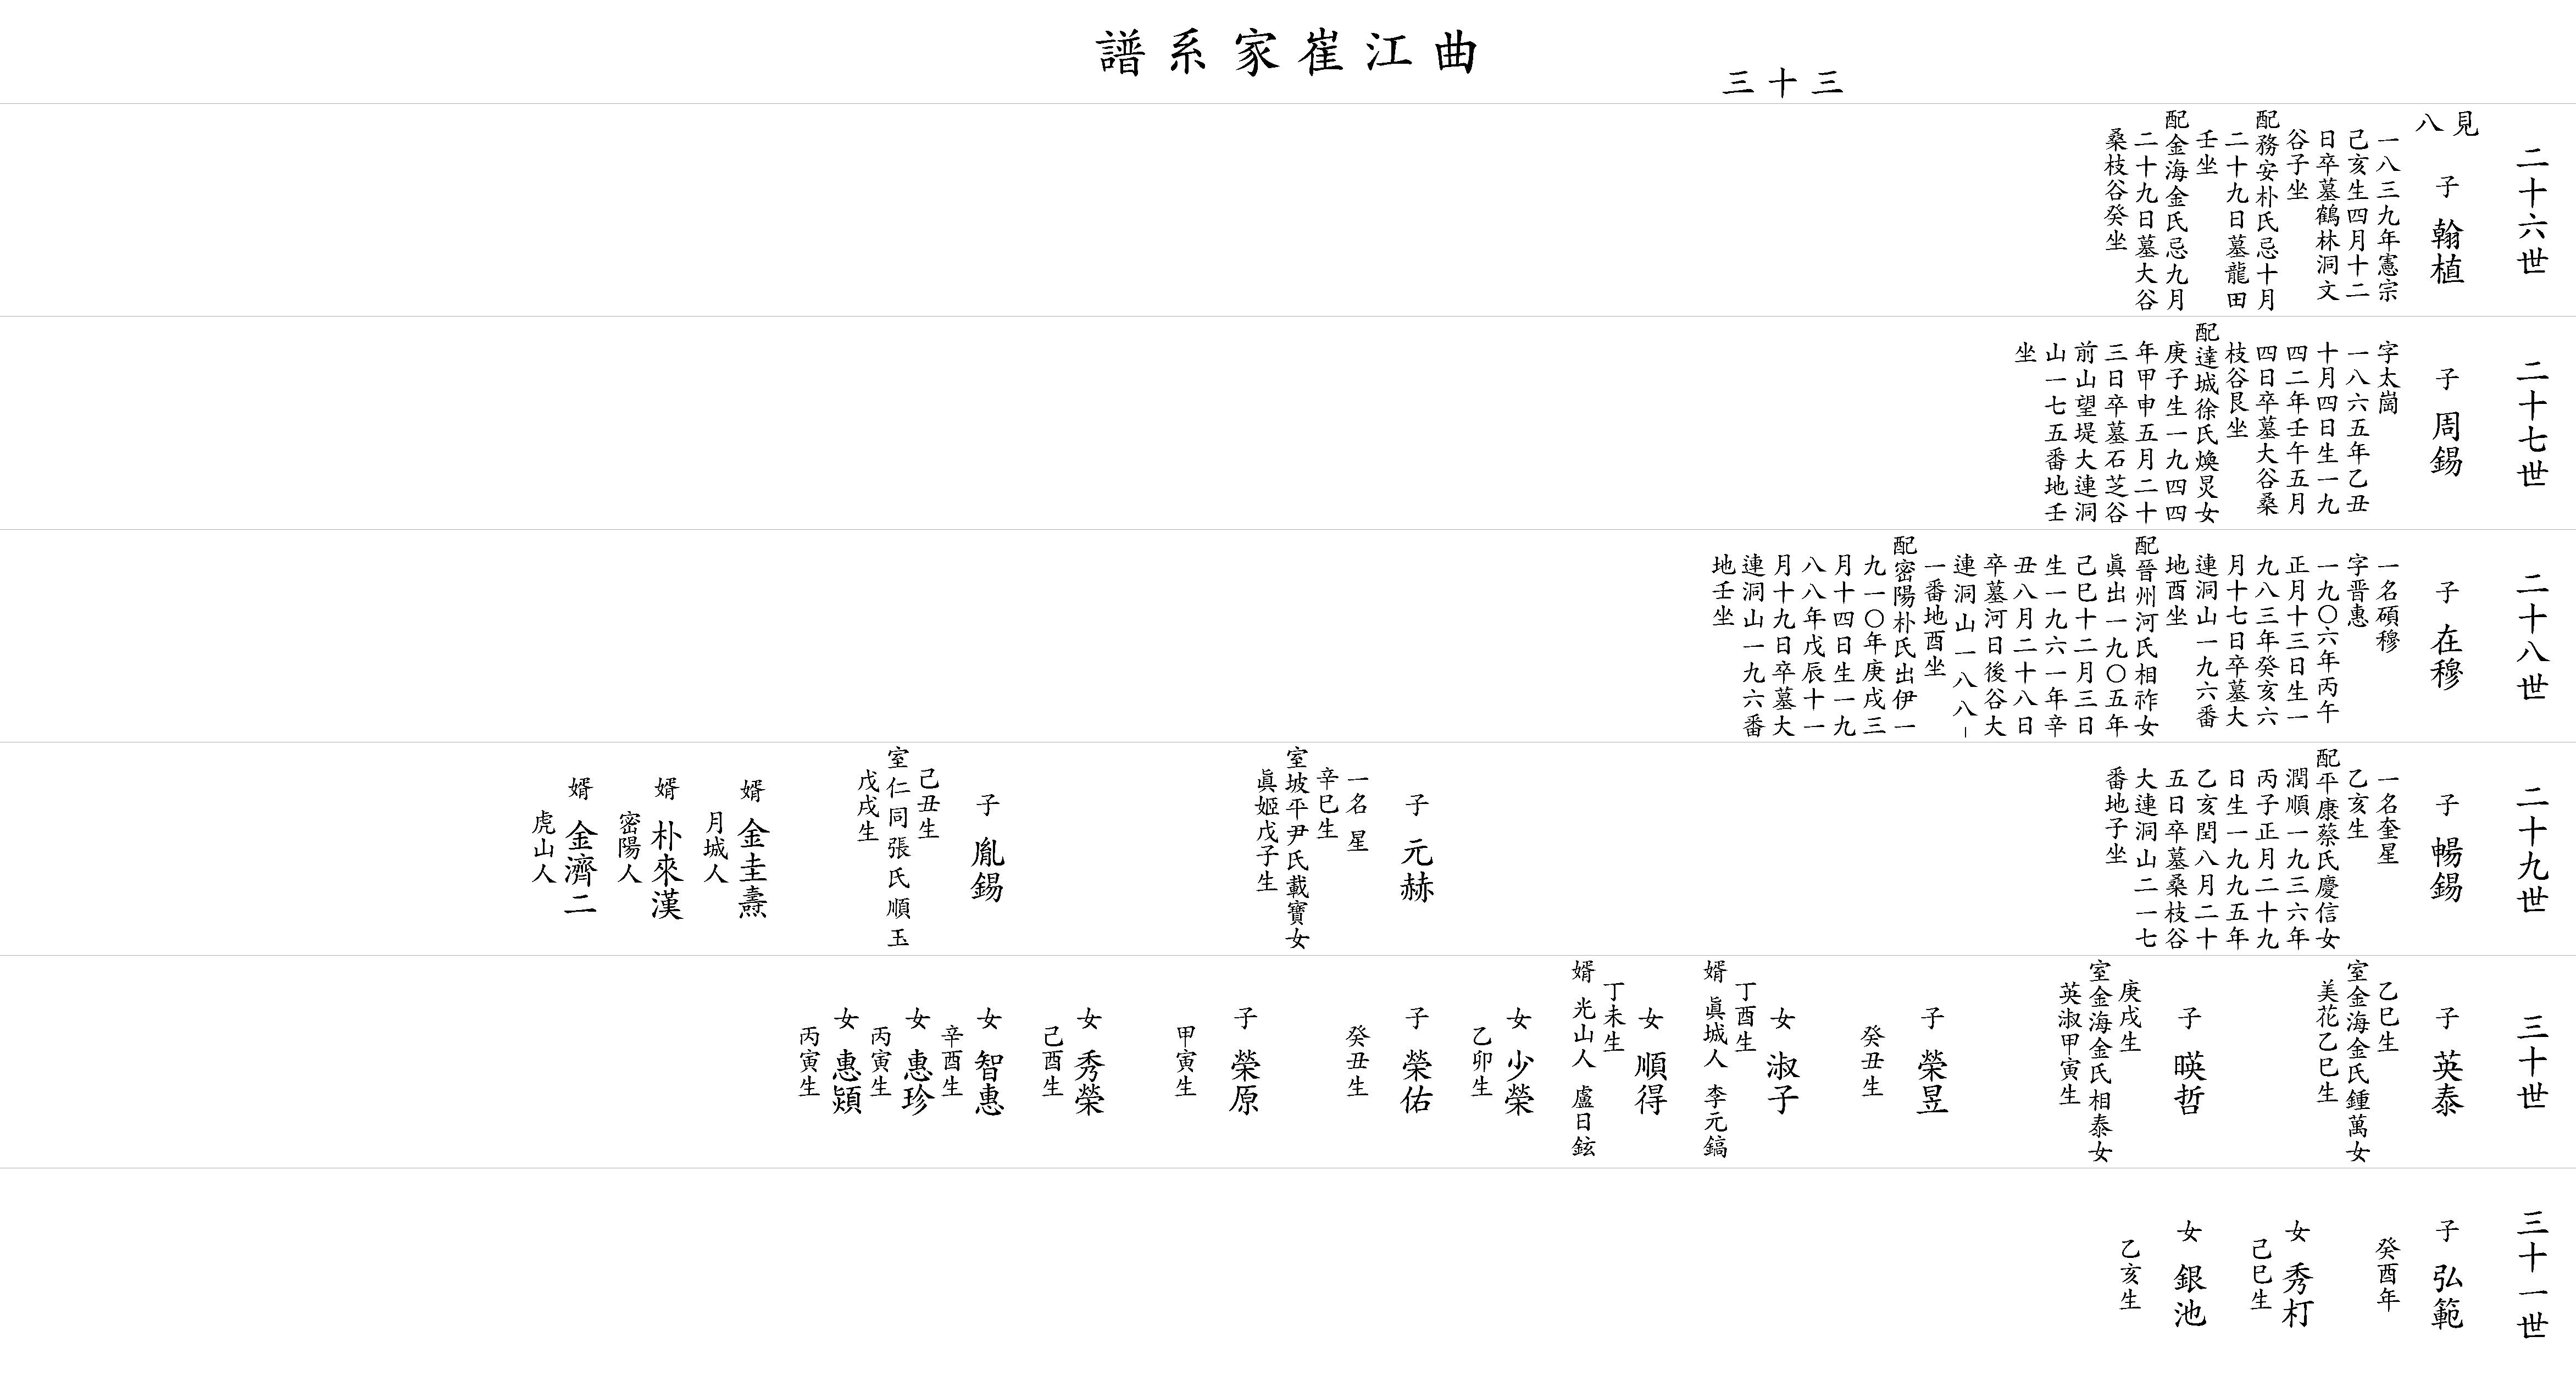 曲江崔家系譜
三十三
二十六世
見
八
子 翰植
一八三九年憲宗
己亥生四月十二
日卒墓鶴林洞文
谷子坐
配務安朴氏忌十月
二十九日墓龍田
壬坐
配金海金氏忌九月
二十九日墓大谷
桑枝谷癸坐
二十七世
子 周錫
字太崗
一八六五年乙丑
十月四日生一九
四二年壬午五月
四日卒墓大谷桑
枝谷艮坐
配達城徐氏煥炅女
庚子生一九四四
年甲申五月二十
三日卒墓石芝谷
前山望堤大連洞
山一七五番地壬
坐
二十八世
子 在穆
一名碩穆
字晋惠
一九〇六年丙午
正月十三日生一
九八三年癸亥六
月十七日卒墓大
連洞山一九六番
地酉坐
配晉州河氏相祚女
眞出一九〇五年
己巳十二月三日
生一九六一年辛
丑八月二十八日
卒墓河日後谷大
連洞山一八八-
一番地酉坐
配密陽朴氏出伊一
九一〇年庚戌三
月十四日生一九
八八年戊辰十一
月十九日卒墓大
連洞山一九六番
地壬坐
二十九世
子 暢錫
一名奎星
乙亥生
配平康蔡氏慶信女
潤順一九三六年
丙子正月二十九
日生一九九五年
乙亥閏八月二十
五日卒墓桑枝谷
大連洞山二一七
番地子坐
子 元赫
一名 星
辛巳生
室坡平尹氏載寶女
眞姬戊子生
子 胤錫
己丑生
室仁同張氏順玉
戊戌生
婿 金圭燾
月城人
婿 朴來漢
密陽人
婿 金濟二
虎山人
三十世
子 英泰
乙巳生
室金海金氏鍾萬女
美花乙巳生
子 暎哲
庚戌生
室金海金氏相泰女
英淑甲寅生
子 榮昱
癸丑生
女 淑子
丁酉生
婿 眞城人 李元鎬
女 順得
丁未生
婿 光山人 盧日鉉
女 少榮
乙卯生
子 榮佑
癸丑生
子 榮原
甲寅生
女 秀榮
己酉生
女 智惠
辛酉生
女 惠珍
丙寅生
女 惠潁
丙寅生
三十一世
子 弘範
癸酉年
女 秀朾
己巳生
女 銀池
乙亥生